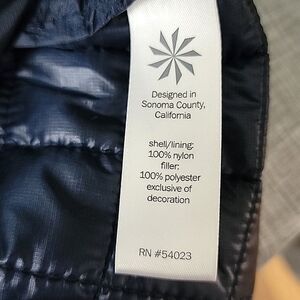 Designed in
Sonoma County,
California
shell/lining:
100% nylon
filler:
100% polyester
exclusive of
decoration
RN #54023